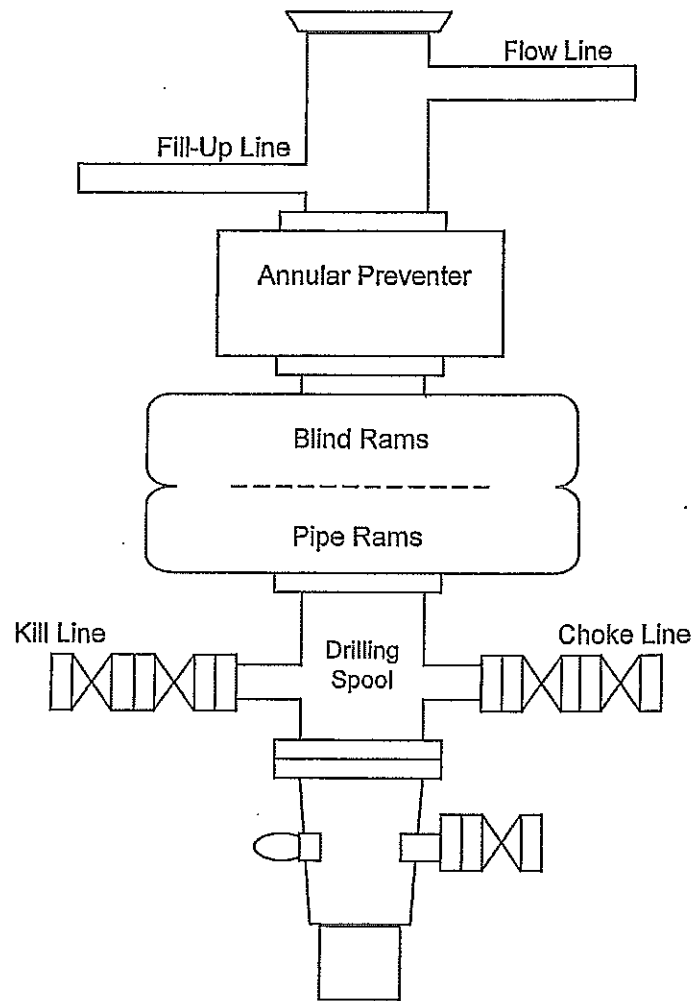 Flow Line
Fill-Up Line
Annular Preventer
Blind Rams
Pipe Rams
Kill Line
Choke Line
Drilling
Spool